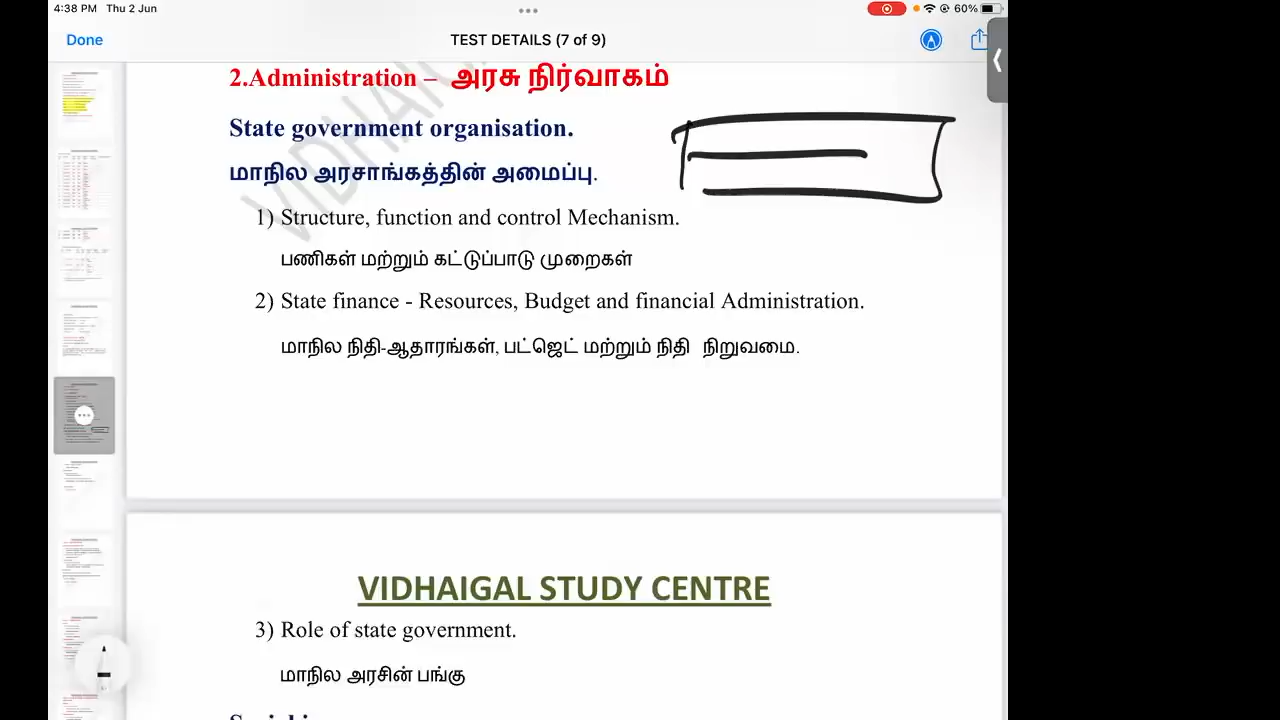 4:38 PM Thu 2 Jun
60%
Done
TEST DETAILS (7 of 9)
2.Administration – அரசு நிர்வாகம்
State government organisation.
மாநில அரசாங்கத்தின் அமைப்பு.
1) Structure, function and control Mechanism.
பணிகள் மற்றும் கட்டுப்பாடு முறைகள்
2) State finance - Resources, Budget and financial Administration.
மாநில நிதி-ஆதாரங்கள், பட்ஜெட் மற்றும் நிதி நிறுவமை.
VIDHAIGAL STUDY CENTRE
3) Role state
மாநில அரசின் பங்கு